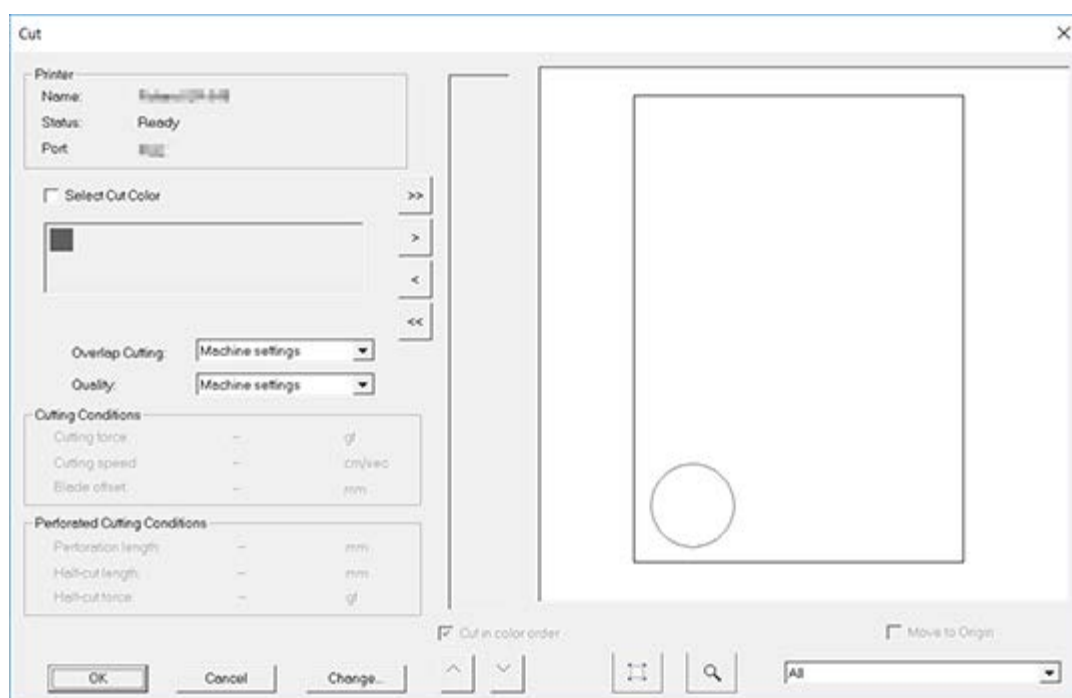 Cut
Printer
Name:
Status: Ready
Port
Select Cut Color
>>
>
<
<<
Overlap Cutting: Machine settings
Quality: Machine settings
Cutting Conditions
Cutting force: -- gf
Cutting speed -- cm/sec
Blade offset: -- mm
Perforated Cutting Conditions
Perforation length: -- mm
Half-cut length: -- mm
Half-cut force: -- gf
Cut in color order
Move to Origin
OK Cancel Change... All